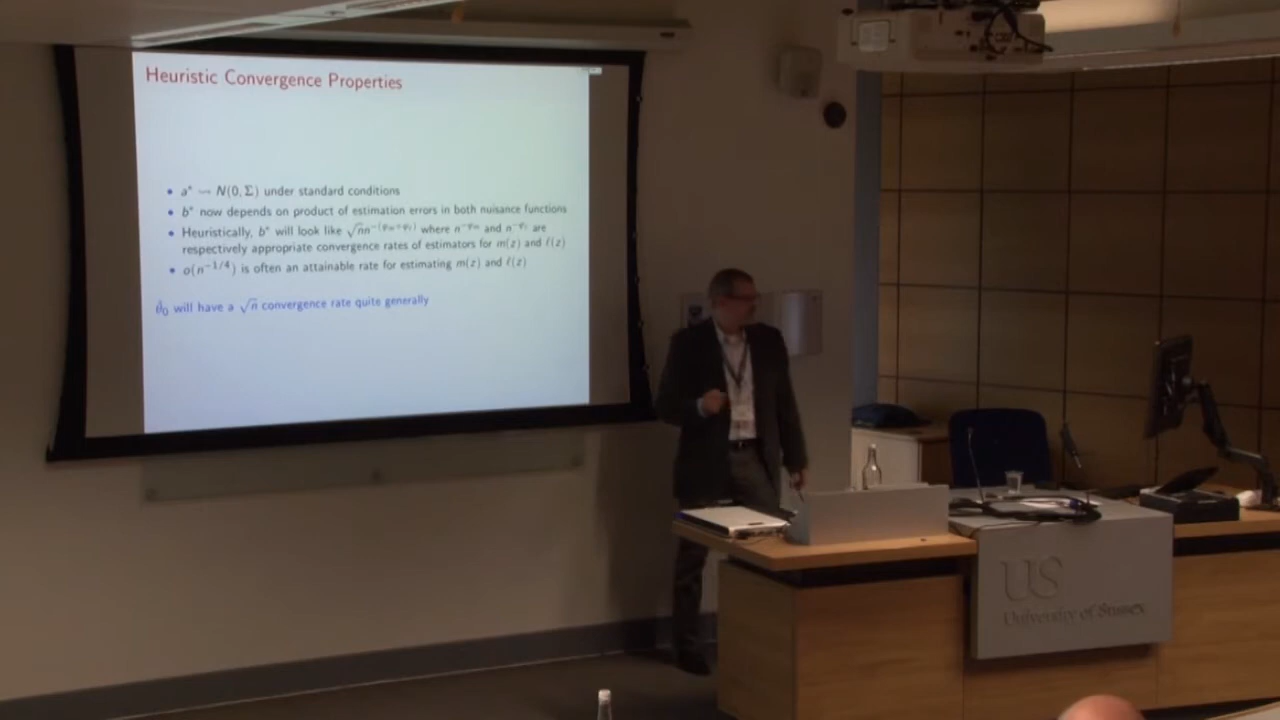 Heuristic Convergence Properties
• a* ⇝ N(0, Σ) under standard conditions
• b* now depends on product of estimation errors in both nuisance functions
• Heuristically, b* will look like √n n^{-(φ_m+φ_ℓ)} where n^{-φ_m} and n^{-φ_ℓ} are
respectively appropriate convergence rates of estimators for m(z) and ℓ(z)
• o(n^{-1/4}) is often an attainable rate for estimating m(z) and ℓ(z)
θ̌₀ will have a √n convergence rate quite generally
US
University of Sussex